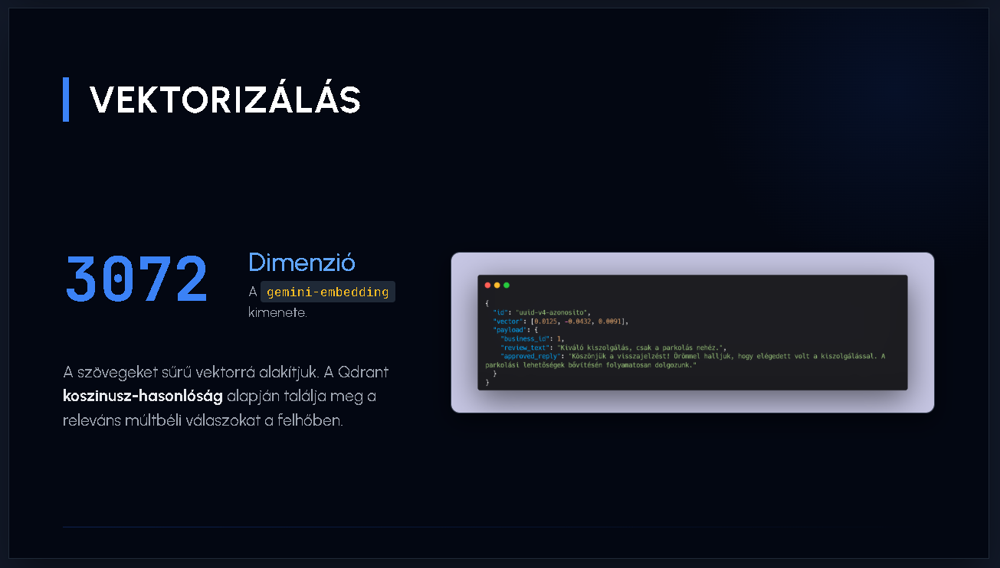 VEKTORIZÁLÁS
3072
Dimenzió
A gemini-embedding
kimenete.
A szövegeket sűrű vektorrá alakítjuk. A Qdrant
koszinusz-hasonlóság alapján találja meg a
releváns múltbéli válaszokat a felhőben.
{
"id": "uuid-v4-azonosito",
"vector": [0.0125, -0.0432, 0.0091],
"payload": {
"business_id": 1,
"review_text": "Kiváló kiszolgálás, csak a parkolás nehéz.",
"approved_reply": "Köszönjük a visszajelzést! Örömmel halljuk, hogy elégedett volt a kiszolgálással. A
parkolási lehetőségek bővítésén folyamatosan dolgozunk."
}
}